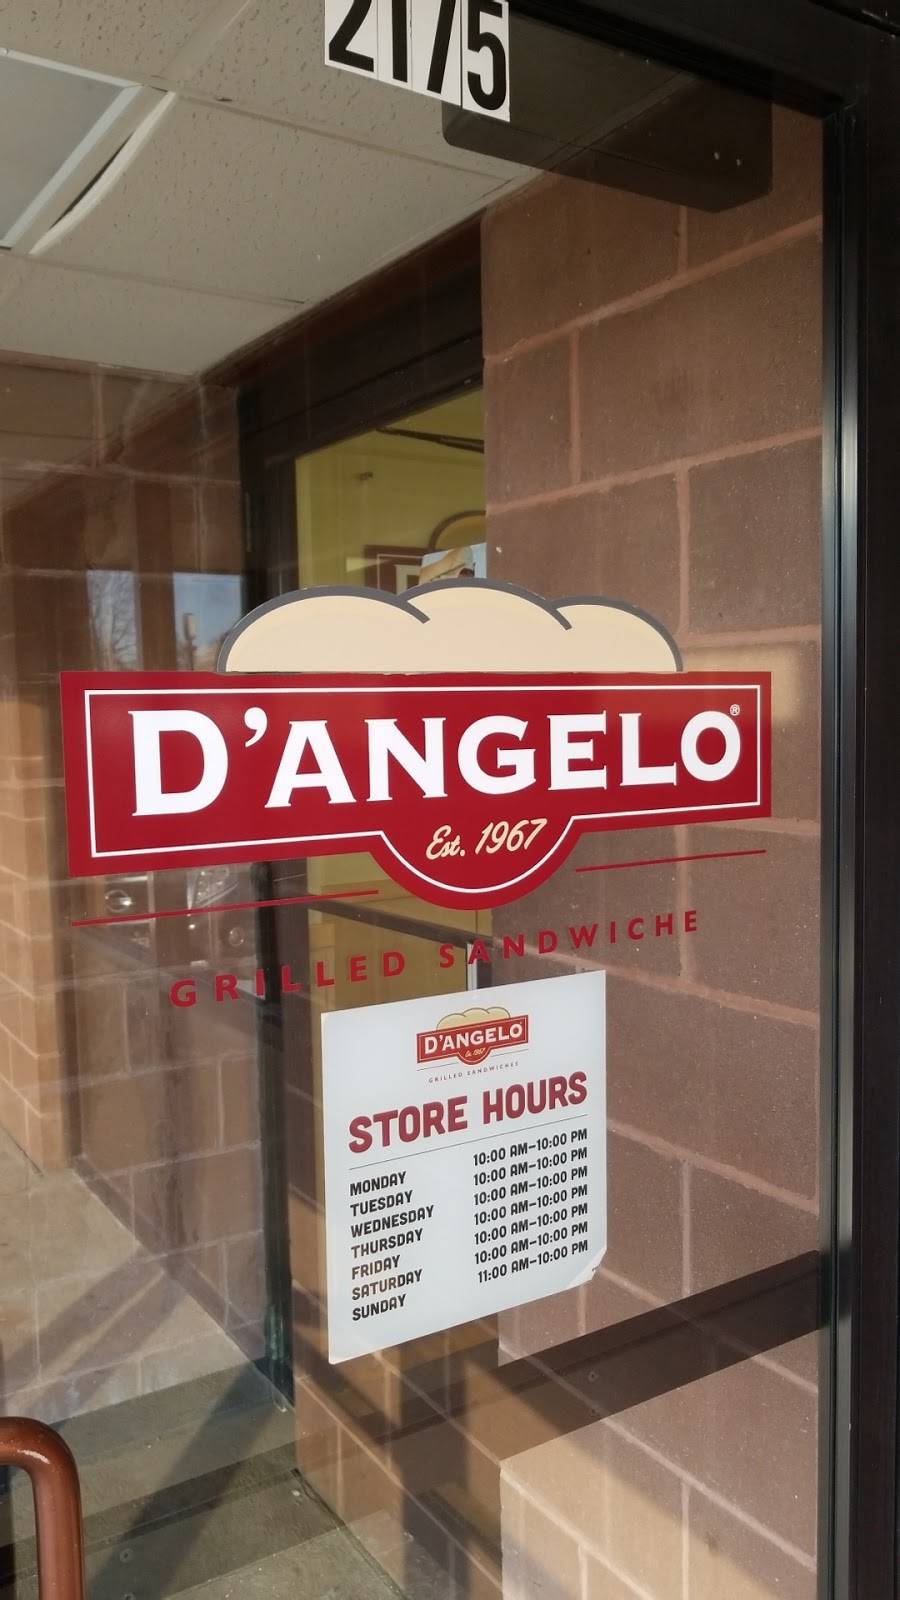 2175
D'ANGELO®
Est. 1967
GRILLED SANDWICHE
D'ANGELO
Est. 1967
GRILLED SANDWICHES
STORE HOURS
MONDAY 10:00 AM–10:00 PM
TUESDAY 10:00 AM–10:00 PM
WEDNESDAY 10:00 AM–10:00 PM
THURSDAY 10:00 AM–10:00 PM
FRIDAY 10:00 AM–10:00 PM
SATURDAY 10:00 AM–10:00 PM
SUNDAY 11:00 AM–10:00 PM